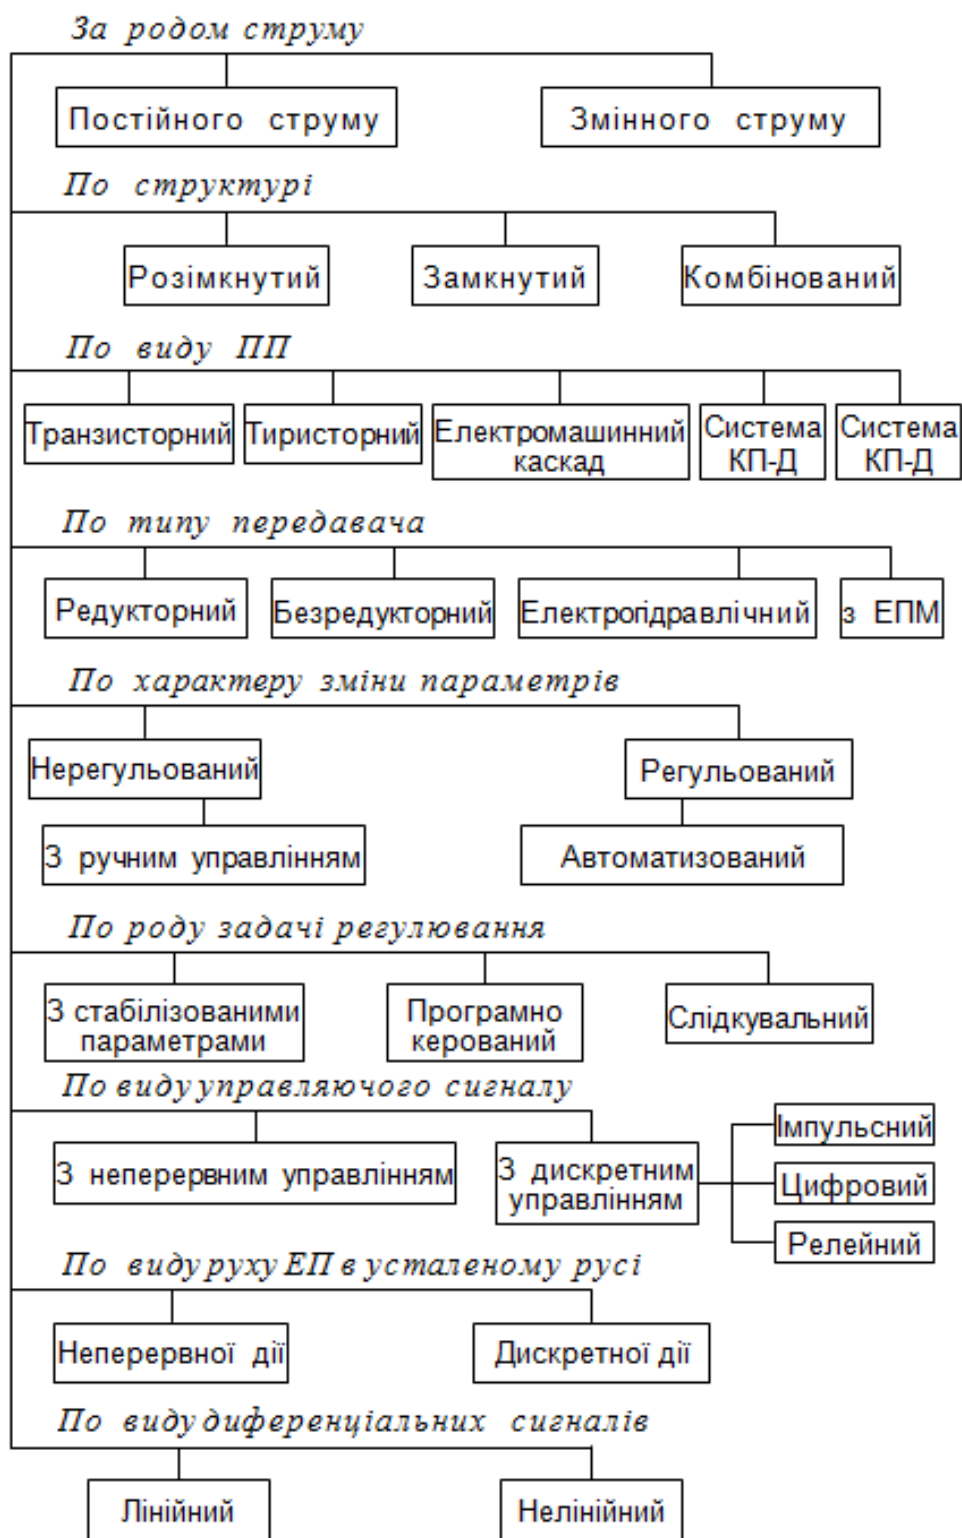 За родом струму
Постійного струму
Змінного струму
По структурі
Розімкнутий
Замкнутий
Комбінований
По виду ПП
Транзисторний
Тиристорний
Електромашинний
каскад
Система
КП-Д
Система
КП-Д
По типу передавача
Редукторний
Безредукторний
Електрогідравлічний
з ЕПМ
По характеру зміни параметрів
Нерегульований
Регульований
З ручним управлінням
Автоматизований
По роду задачі регулювання
З стабілізованими
параметрами
Програмно
керований
Слідкувальний
По виду управляючого сигналу
З неперервним управлінням
З дискретним
управлінням
Імпульсний
Цифровий
Релейний
По виду руху ЕП в усталеному русі
Неперервної дії
Дискретної дії
По виду диференціальних сигналів
Лінійний
Нелінійний